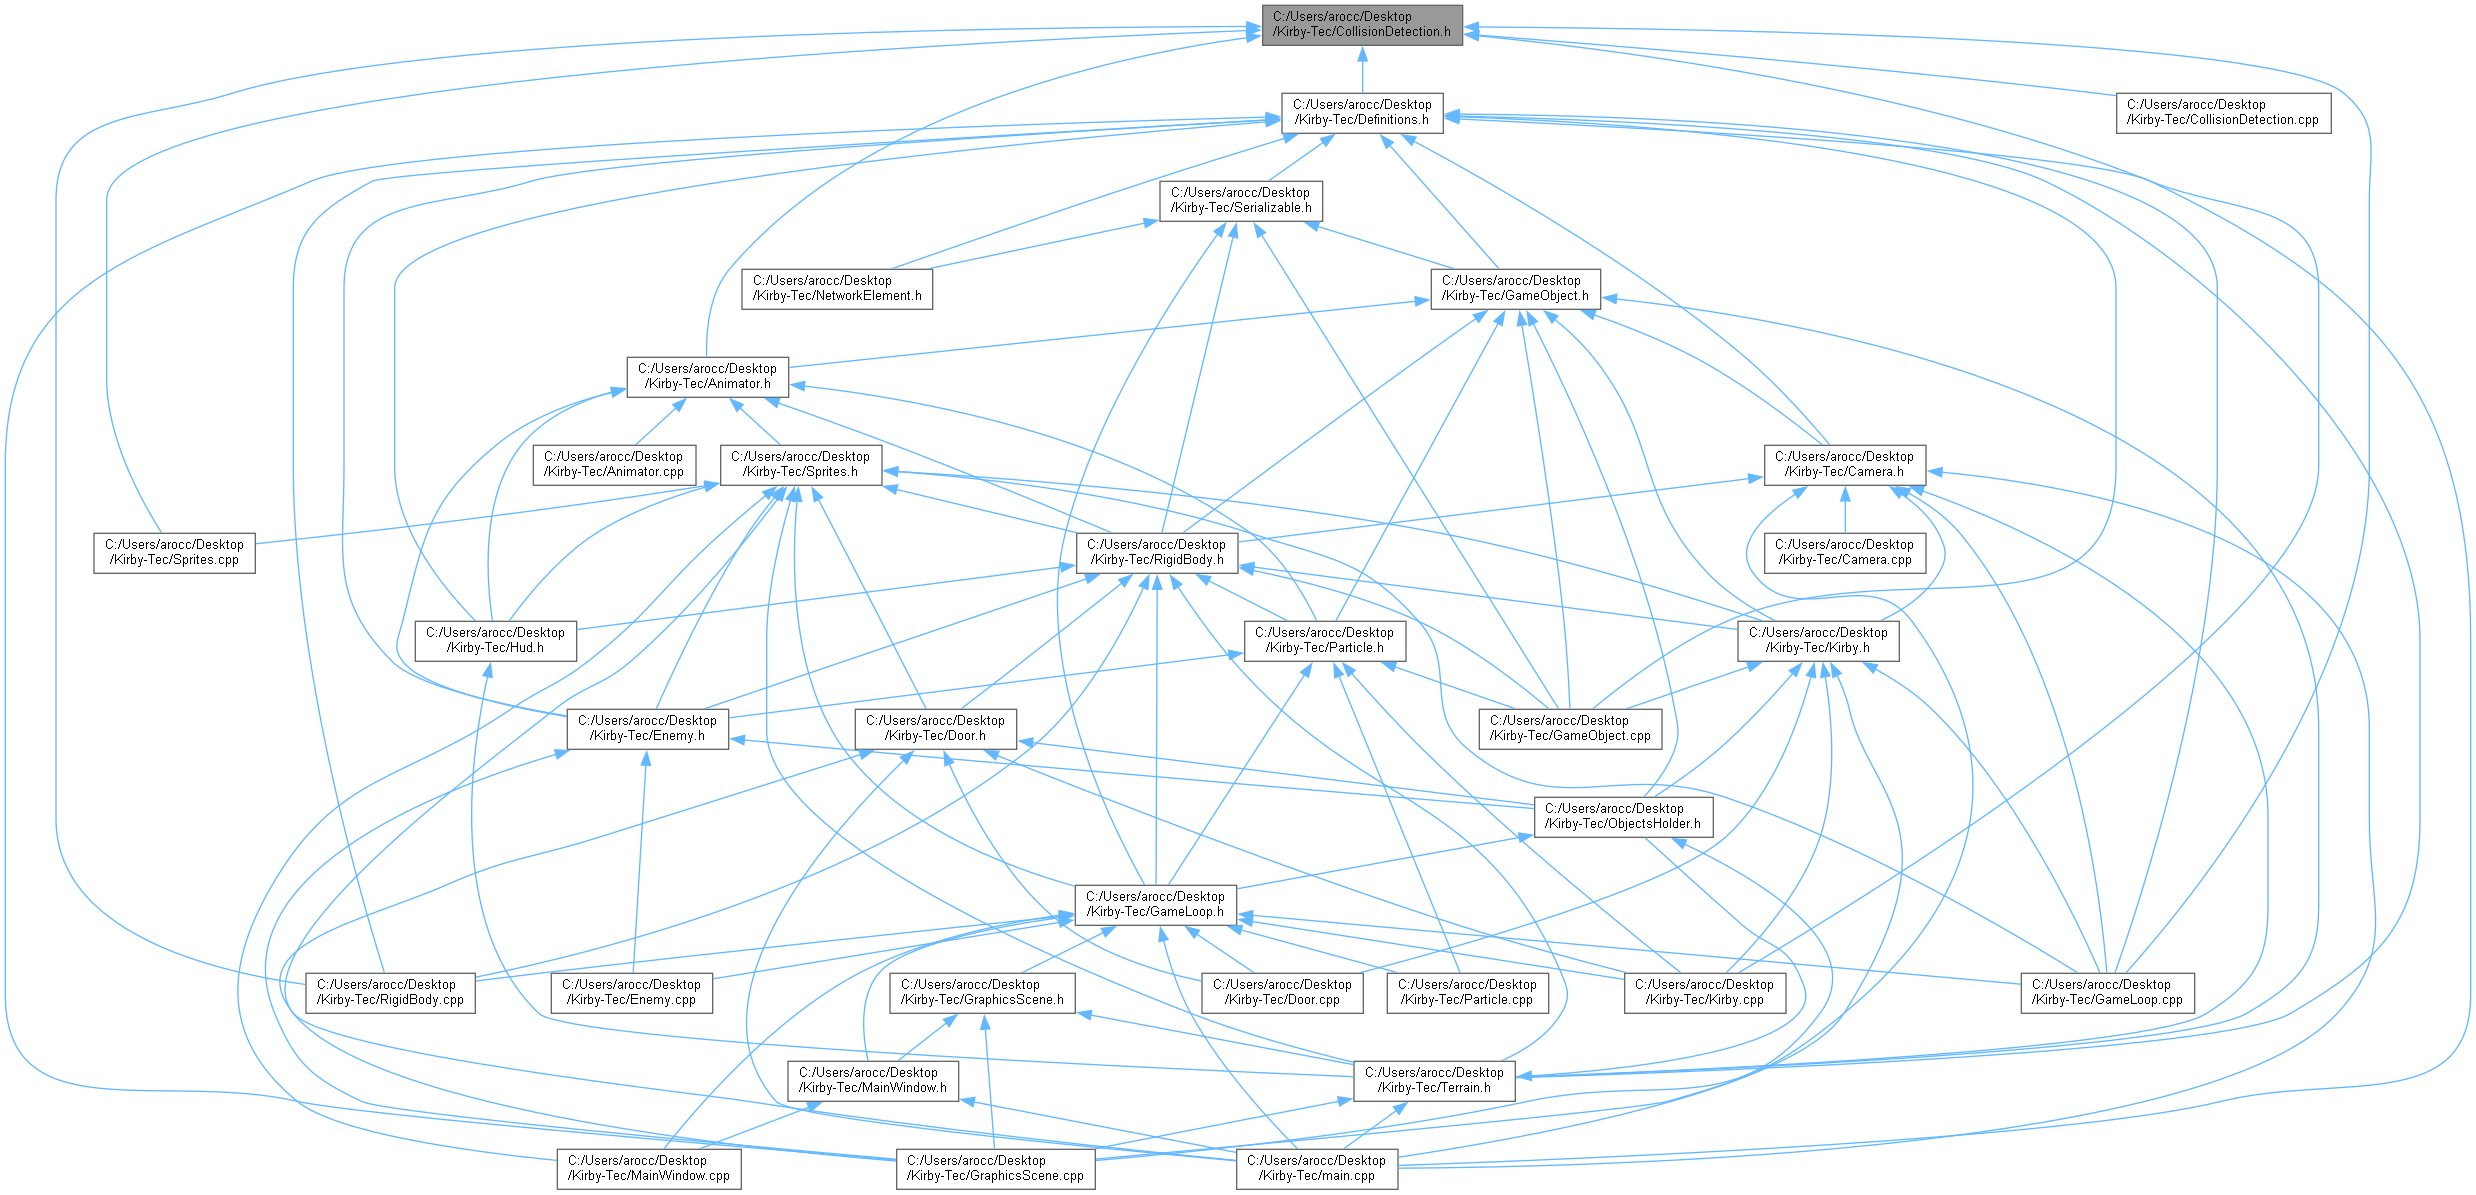 C:/Users/arocc/Desktop
/Kirby-Tec/CollisionDetection.h
C:/Users/arocc/Desktop
/Kirby-Tec/Definitions.h
C:/Users/arocc/Desktop
/Kirby-Tec/CollisionDetection.cpp
C:/Users/arocc/Desktop
/Kirby-Tec/Serializable.h
C:/Users/arocc/Desktop
/Kirby-Tec/NetworkElement.h
C:/Users/arocc/Desktop
/Kirby-Tec/GameObject.h
C:/Users/arocc/Desktop
/Kirby-Tec/Animator.h
C:/Users/arocc/Desktop
/Kirby-Tec/Animator.cpp
C:/Users/arocc/Desktop
/Kirby-Tec/Sprites.h
C:/Users/arocc/Desktop
/Kirby-Tec/Camera.h
C:/Users/arocc/Desktop
/Kirby-Tec/Sprites.cpp
C:/Users/arocc/Desktop
/Kirby-Tec/RigidBody.h
C:/Users/arocc/Desktop
/Kirby-Tec/Camera.cpp
C:/Users/arocc/Desktop
/Kirby-Tec/Hud.h
C:/Users/arocc/Desktop
/Kirby-Tec/Particle.h
C:/Users/arocc/Desktop
/Kirby-Tec/Kirby.h
C:/Users/arocc/Desktop
/Kirby-Tec/Enemy.h
C:/Users/arocc/Desktop
/Kirby-Tec/Door.h
C:/Users/arocc/Desktop
/Kirby-Tec/GameObject.cpp
C:/Users/arocc/Desktop
/Kirby-Tec/ObjectsHolder.h
C:/Users/arocc/Desktop
/Kirby-Tec/GameLoop.h
C:/Users/arocc/Desktop
/Kirby-Tec/RigidBody.cpp
C:/Users/arocc/Desktop
/Kirby-Tec/Enemy.cpp
C:/Users/arocc/Desktop
/Kirby-Tec/GraphicsScene.h
C:/Users/arocc/Desktop
/Kirby-Tec/Door.cpp
C:/Users/arocc/Desktop
/Kirby-Tec/Particle.cpp
C:/Users/arocc/Desktop
/Kirby-Tec/Kirby.cpp
C:/Users/arocc/Desktop
/Kirby-Tec/GameLoop.cpp
C:/Users/arocc/Desktop
/Kirby-Tec/MainWindow.h
C:/Users/arocc/Desktop
/Kirby-Tec/Terrain.h
C:/Users/arocc/Desktop
/Kirby-Tec/MainWindow.cpp
C:/Users/arocc/Desktop
/Kirby-Tec/GraphicsScene.cpp
C:/Users/arocc/Desktop
/Kirby-Tec/main.cpp